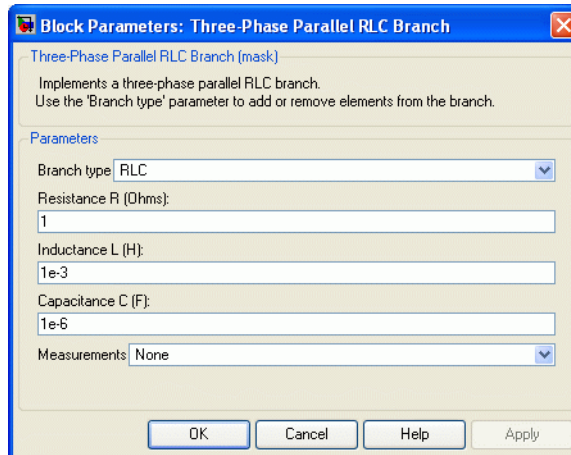 Block Parameters: Three-Phase Parallel RLC Branch
Three-Phase Parallel RLC Branch (mask)
Implements a three-phase parallel RLC branch.
Use the 'Branch type' parameter to add or remove elements from the branch.
Parameters
Branch type RLC
Resistance R (Ohms):
1
Inductance L (H):
1e-3
Capacitance C (F):
1e-6
Measurements None
OK Cancel Help Apply